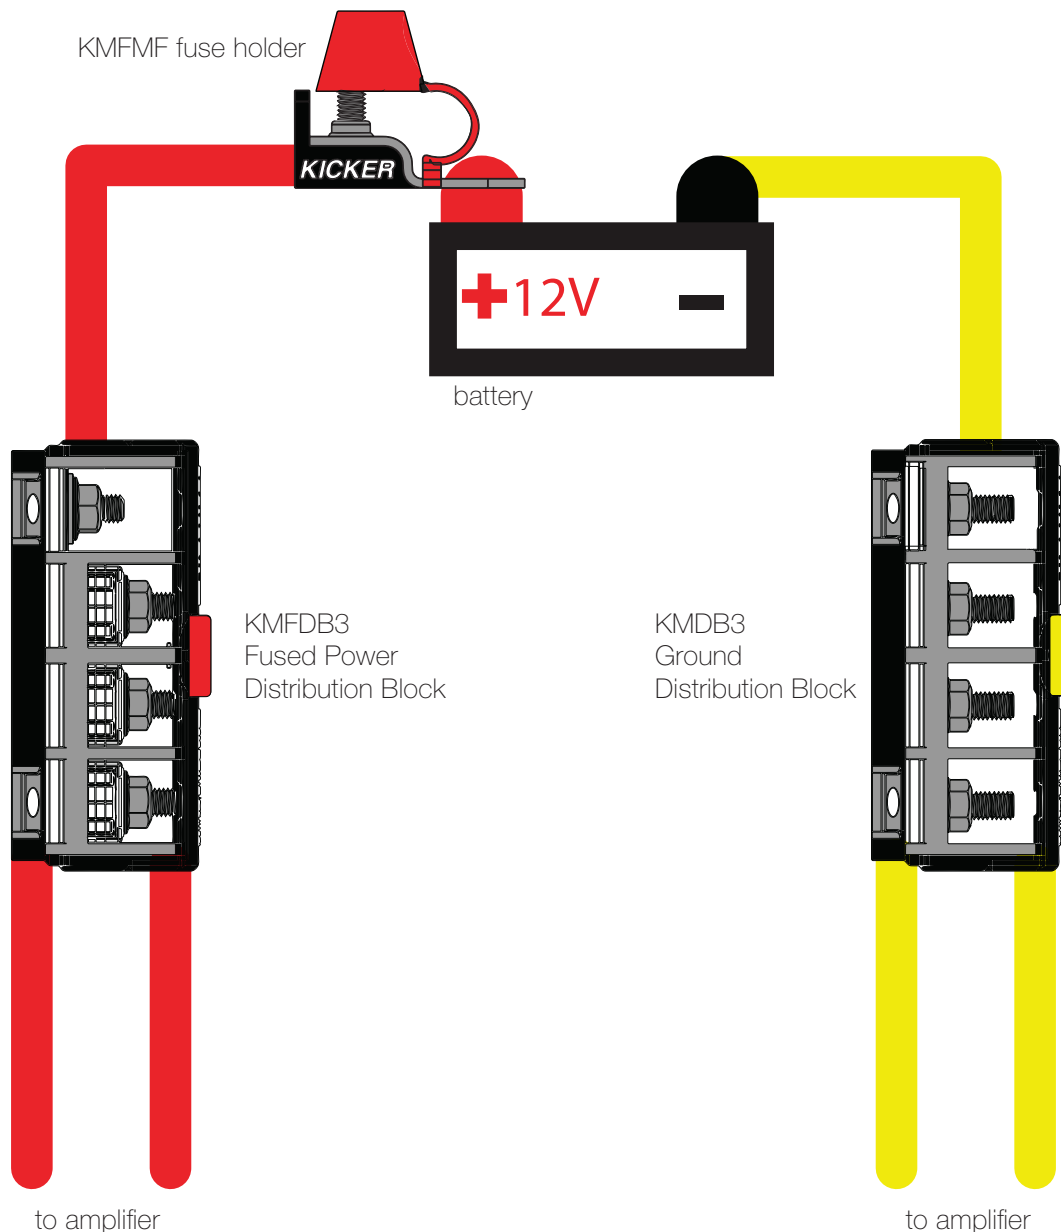 KMFMF fuse holder
KICKER
+12V –
battery
KMFDB3
Fused Power
Distribution Block
KMDB3
Ground
Distribution Block
to amplifier
to amplifier